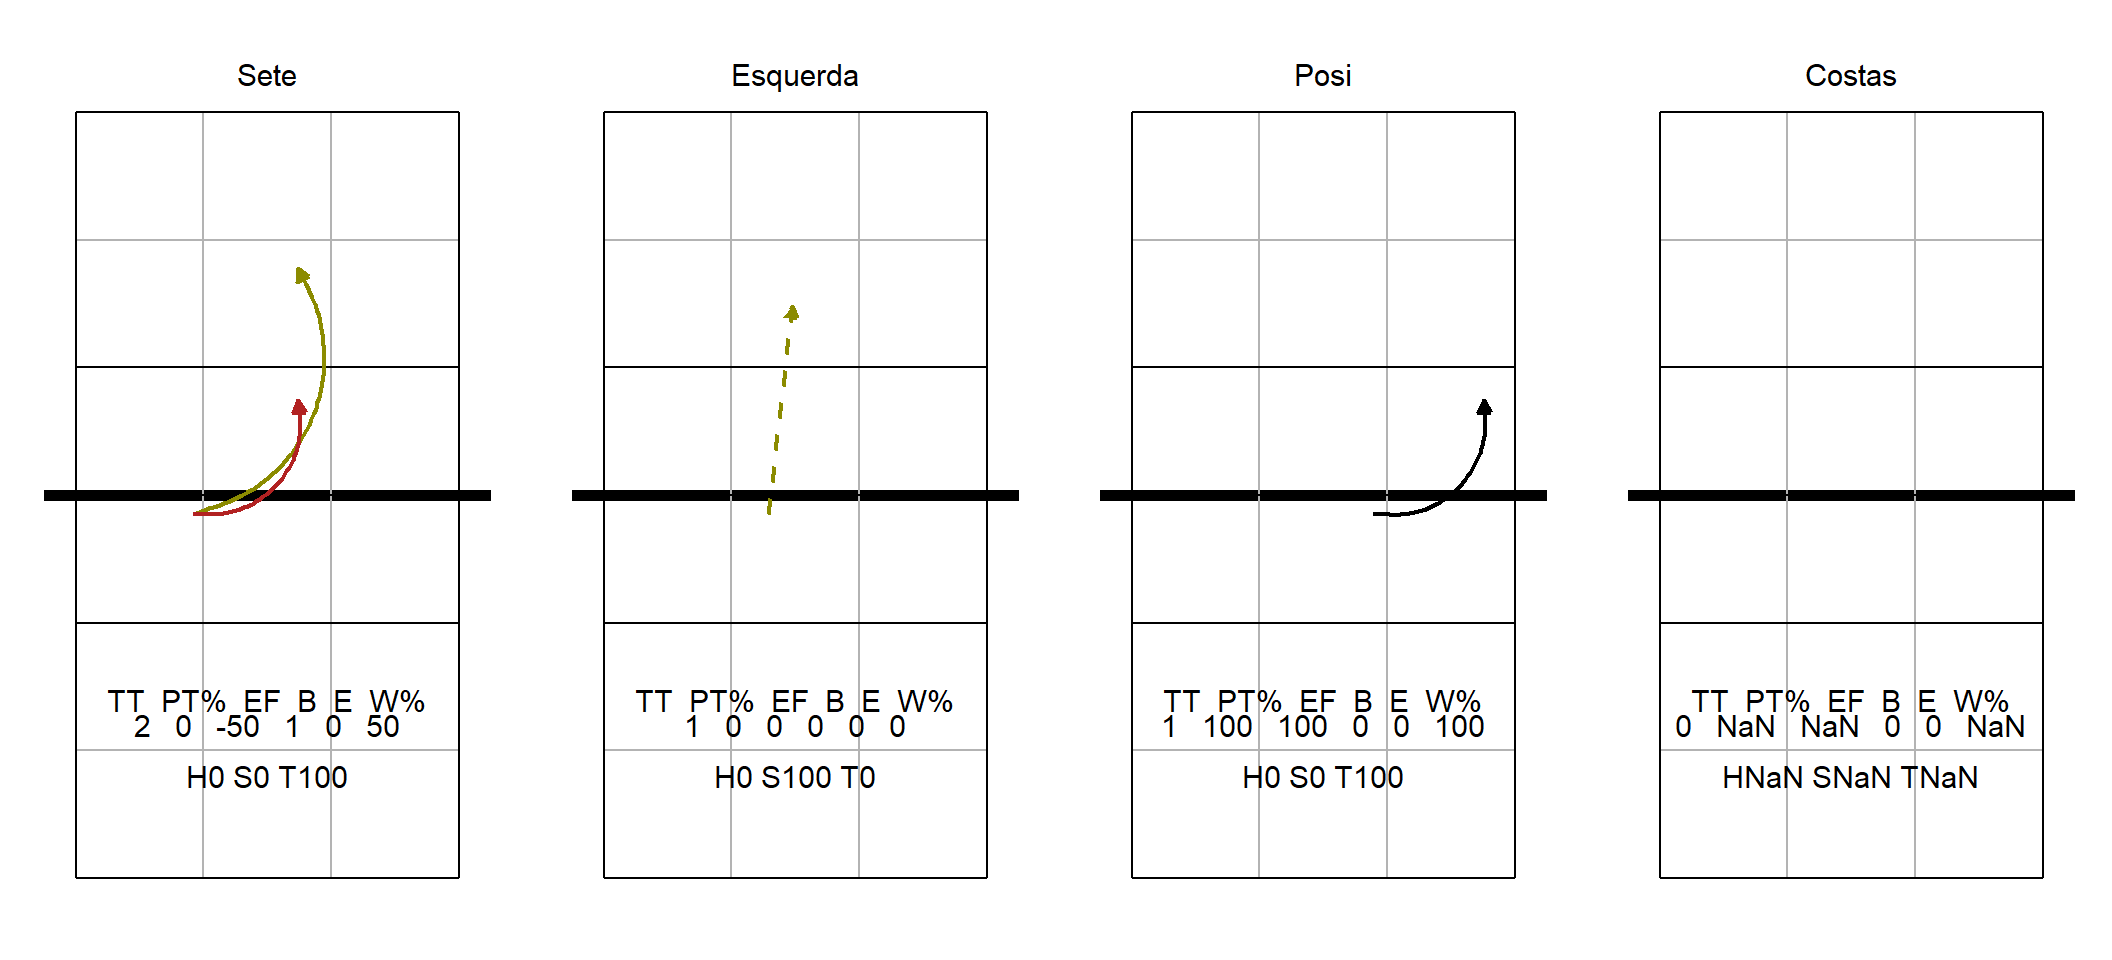 Sete
TT PT% EF B E W%
2 0 -50 1 0 50
H0 S0 T100
Esquerda
TT PT% EF B E W%
1 0 0 0 0 0
H0 S100 T0
Posi
TT PT% EF B E W%
1 100 100 0 0 100
H0 S0 T100
Costas
TT PT% EF B E W%
0 NaN NaN 0 0 NaN
HNaN SNaN TNaN